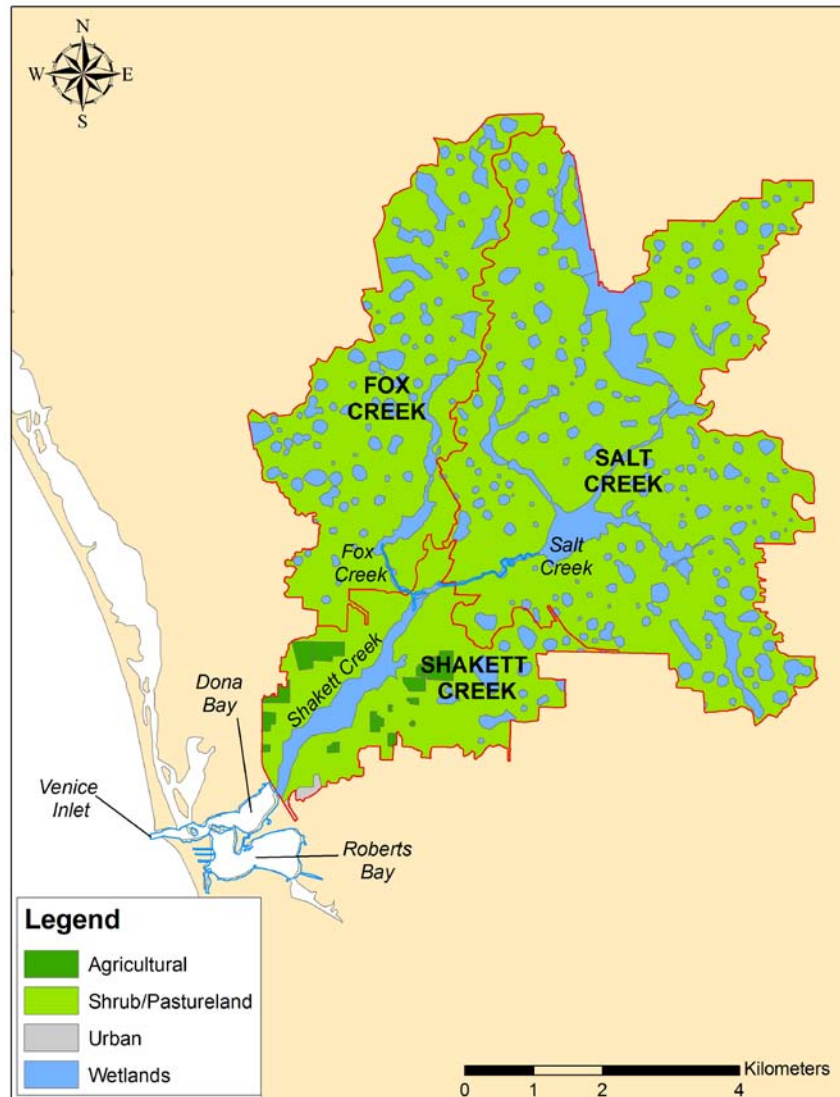 N
W E
S
FOX
CREEK
SALT
CREEK
Fox
Creek
Salt
Creek
SHAKETT
CREEK
Shakett Creek
Dona
Bay
Venice
Inlet
Roberts
Bay
Legend
Agricultural
Shrub/Pastureland
Urban
Wetlands
Kilometers
0 1 2 4